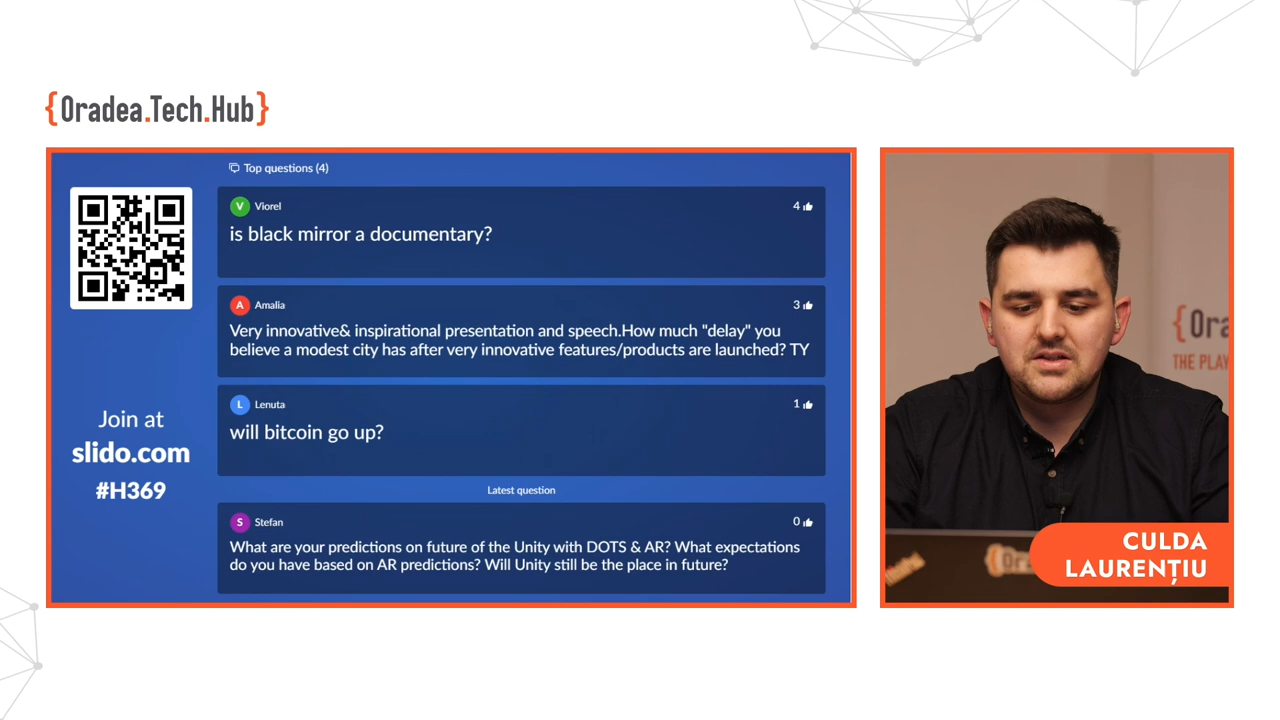 {Oradea.Tech.Hub}
Top questions (4)
V Viorel 4
is black mirror a documentary?
A Amalia 3
Very innovative& inspirational presentation and speech.How much "delay" you
believe a modest city has after very innovative features/products are launched? TY
L Lenuta 1
will bitcoin go up?
Latest question
S Stefan 0
What are your predictions on future of the Unity with DOTS & AR? What expectations
do you have based on AR predictions? Will Unity still be the place in future?
Join at
slido.com
#H369
{Ora
THE PLAY
{Or
CULDA
LAURENȚIU